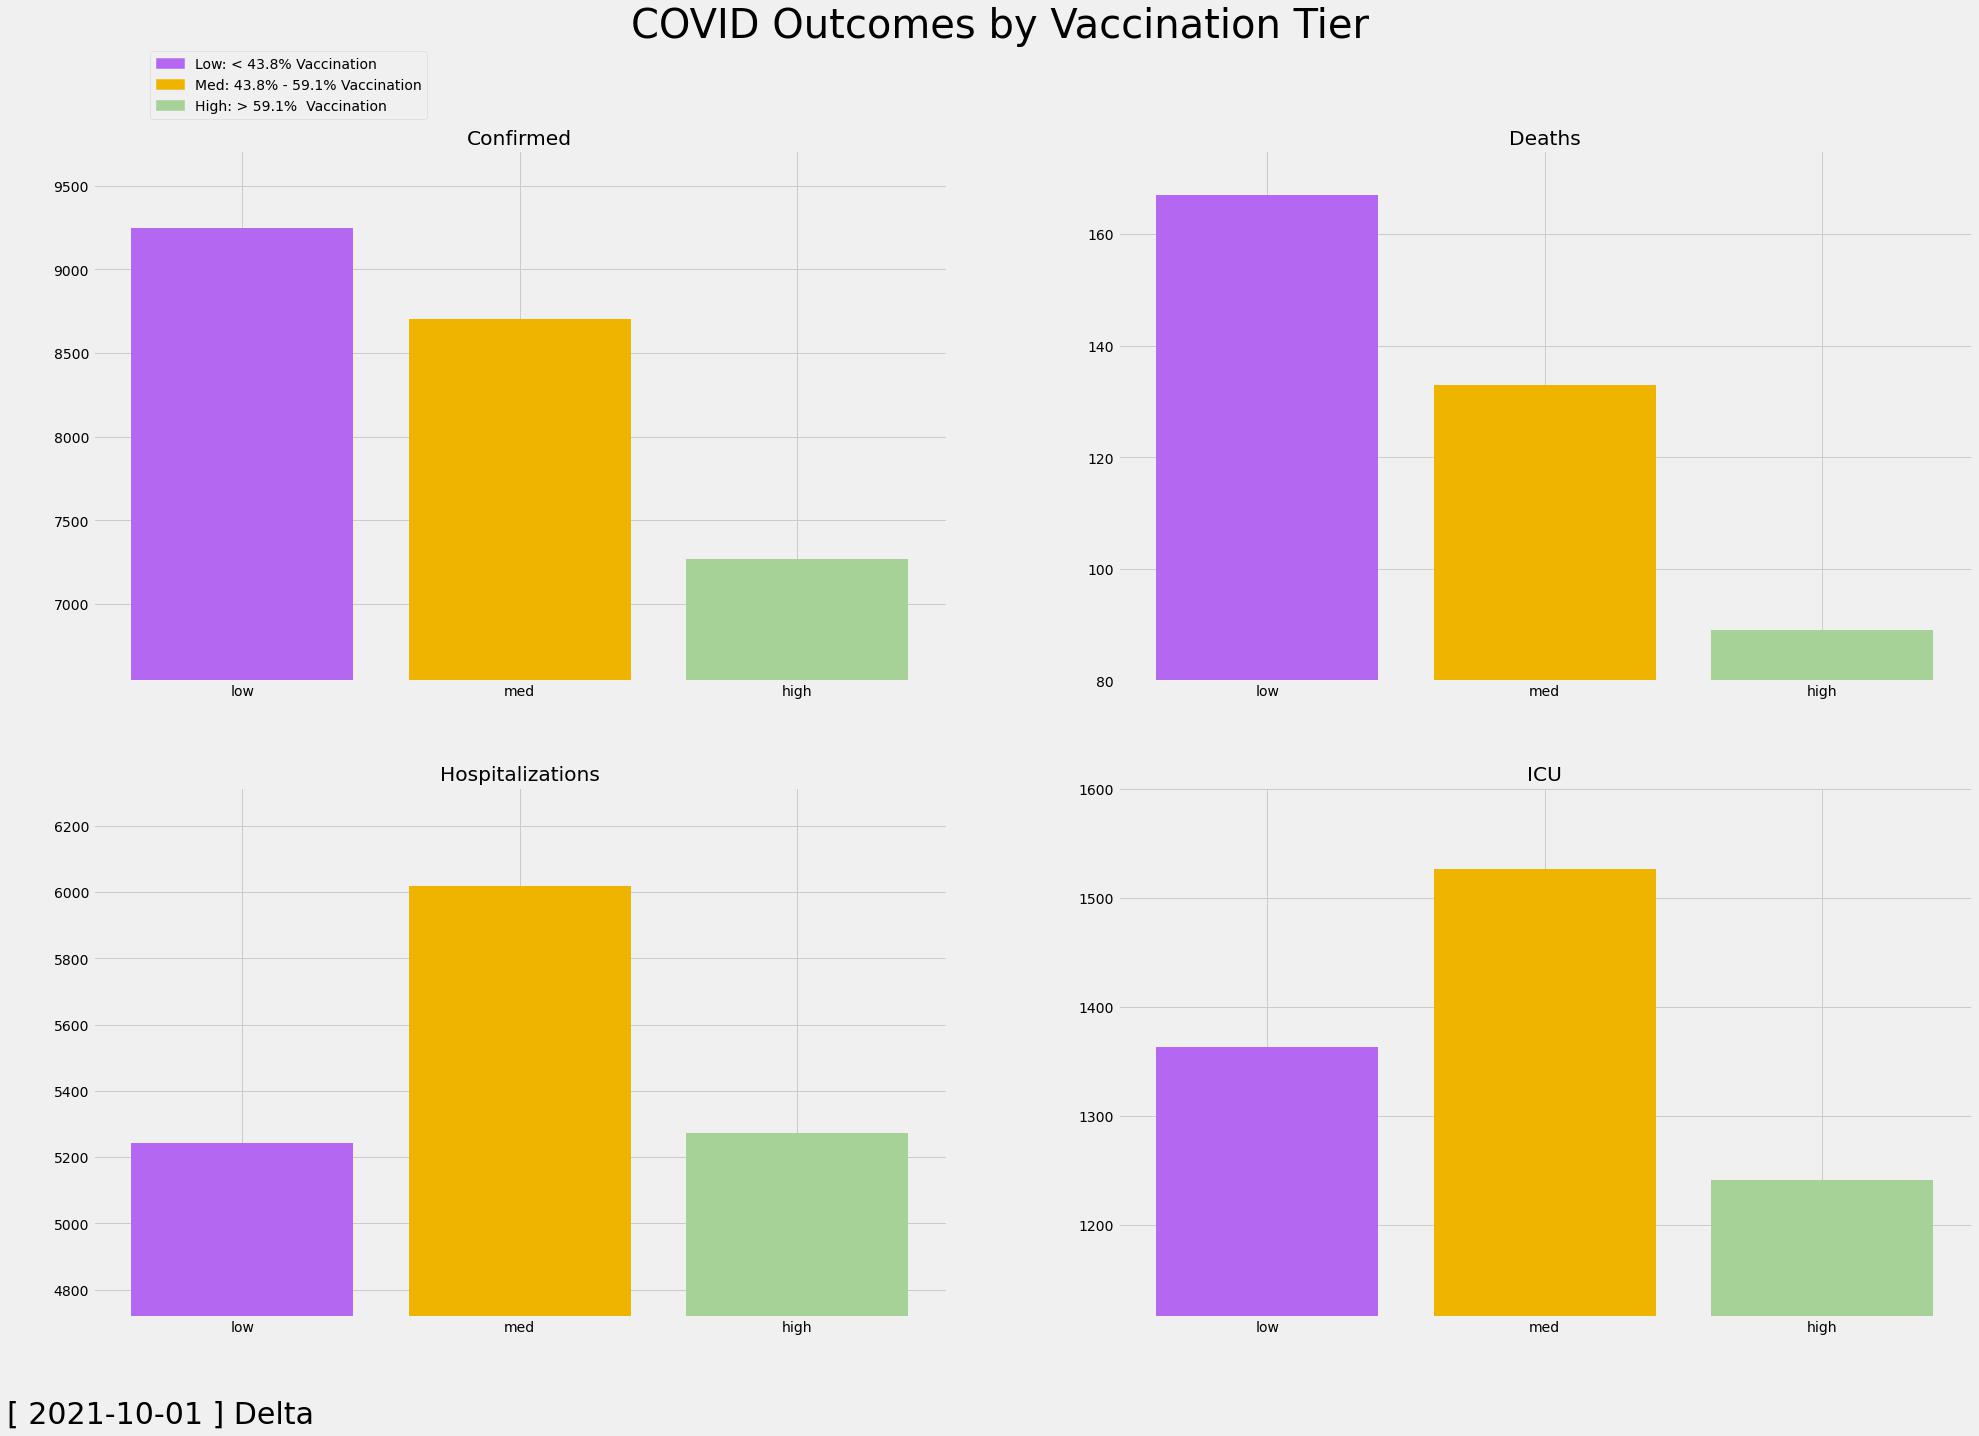 COVID Outcomes by Vaccination Tier
Low: < 43.8% Vaccination
Med: 43.8% - 59.1% Vaccination
High: > 59.1%  Vaccination
Confirmed
9500
9000
8500
8000
7500
7000
low med high
Deaths
160
140
120
100
80
low med high
Hospitalizations
6200
6000
5800
5600
5400
5200
5000
4800
low med high
ICU
1600
1500
1400
1300
1200
low med high
[ 2021-10-01 ] Delta